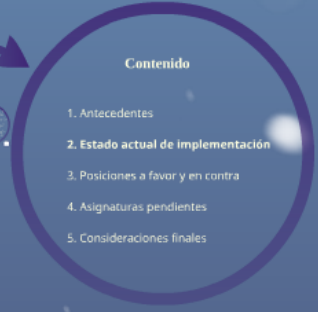 Contenido
1. Antecedentes
2. Estado actual de implementación
3. Posiciones a favor y en contra
4. Asignaturas pendientes
5. Consideraciones finales